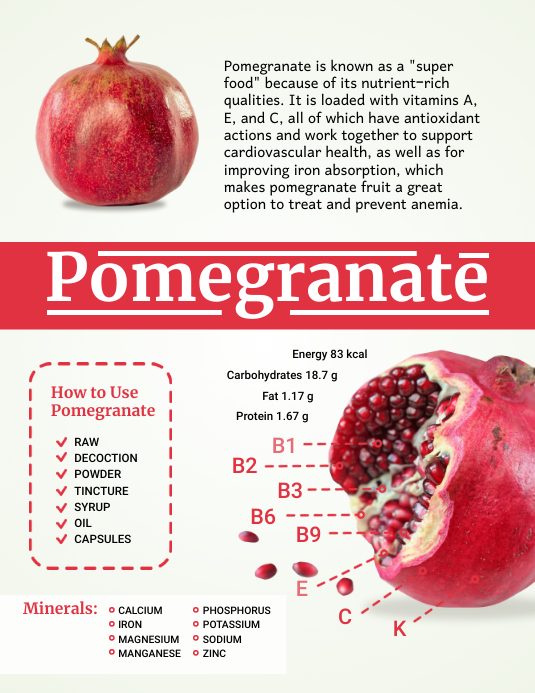 Pomegranate is known as a "super
food" because of its nutrient-rich
qualities. It is loaded with vitamins A,
E, and C, all of which have antioxidant
actions and work together to support
cardiovascular health, as well as for
improving iron absorption, which
makes pomegranate fruit a great
option to treat and prevent anemia.
Pomegranate
How to Use
Pomegranate
RAW
DECOCTION
POWDER
TINCTURE
SYRUP
OIL
CAPSULES
Energy 83 kcal
Carbohydrates 18.7 g
Fat 1.17 g
Protein 1.67 g
B1
B2
B3
B6
B9
E
C
K
Minerals:
CALCIUM
IRON
MAGNESIUM
MANGANESE
PHOSPHORUS
POTASSIUM
SODIUM
ZINC